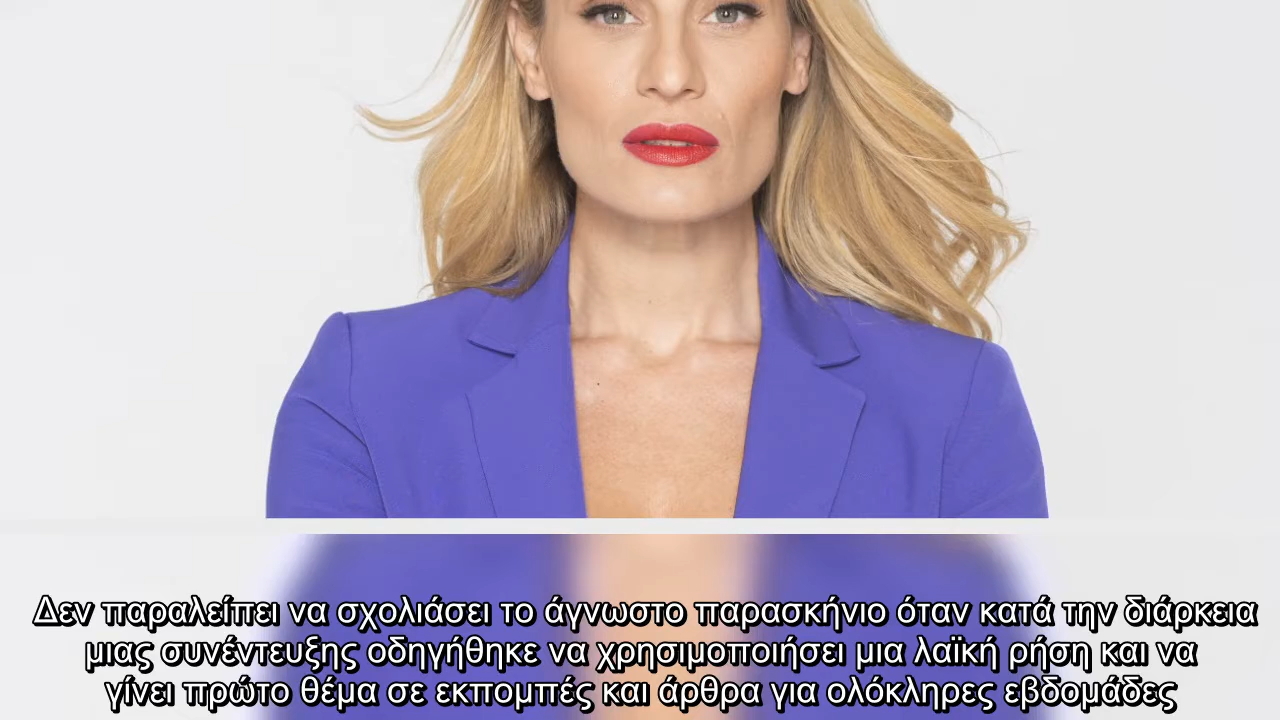 Δεν παραλείπει να σχολιάσει το άγνωστο παρασκήνιο όταν κατά την διάρκεια
μιας συνέντευξης οδηγήθηκε να χρησιμοποιήσει μια λαϊκή ρήση και να
γίνει πρώτο θέμα σε εκπομπές και άρθρα για ολόκληρες εβδομάδες